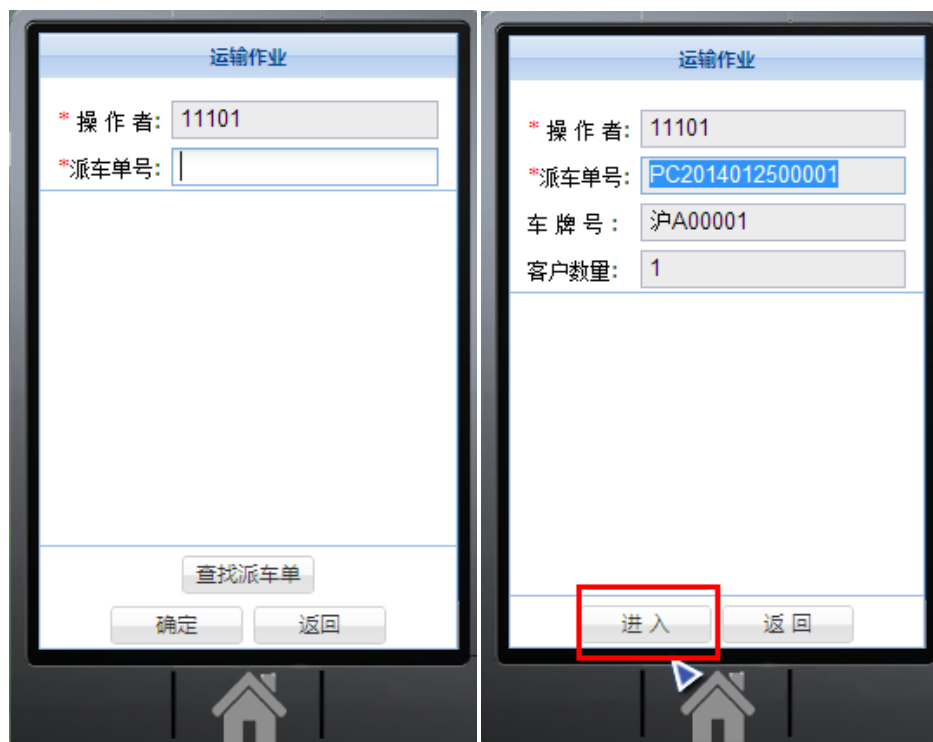 运输作业
* 操 作 者: 11101
*派车单号:
查找派车单
确定 返回
运输作业
* 操 作 者: 11101
*派车单号: PC2014012500001
车 牌 号 : 沪A00001
客户数量: 1
进 入 返 回